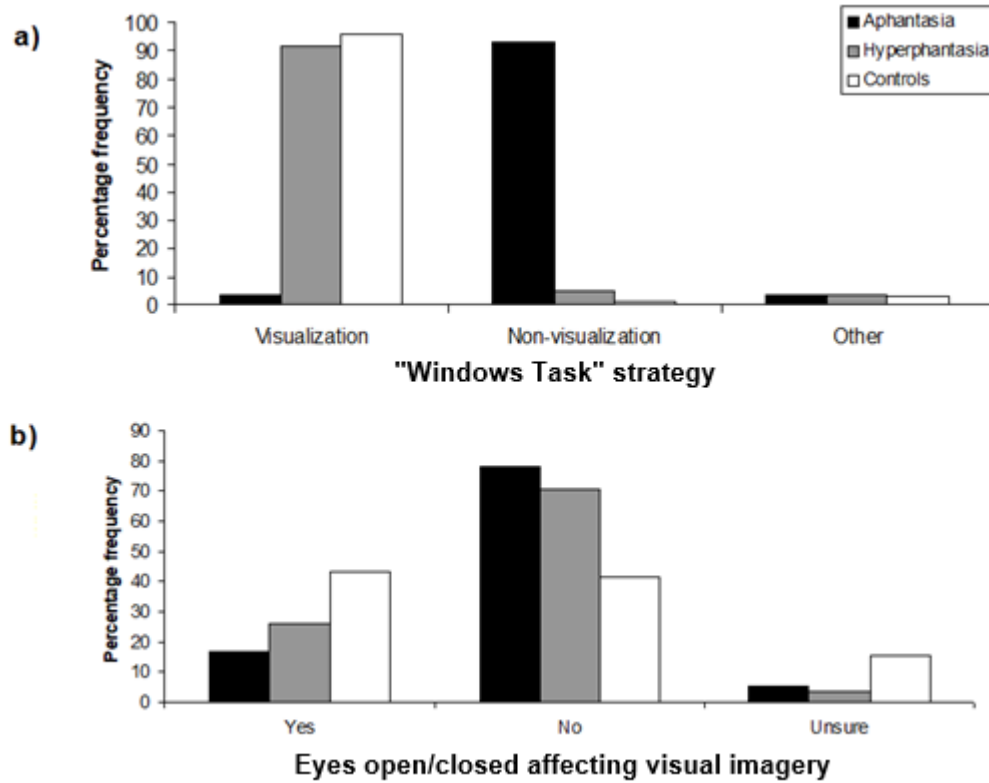 a)
Aphantasia
Hyperphantasia
Controls
Percentage frequency
100
90
80
70
60
50
40
30
20
10
0
Visualization Non-visualization Other
"Windows Task" strategy
b)
Percentage frequency
90
80
70
60
50
40
30
20
10
0
Yes No Unsure
Eyes open/closed affecting visual imagery